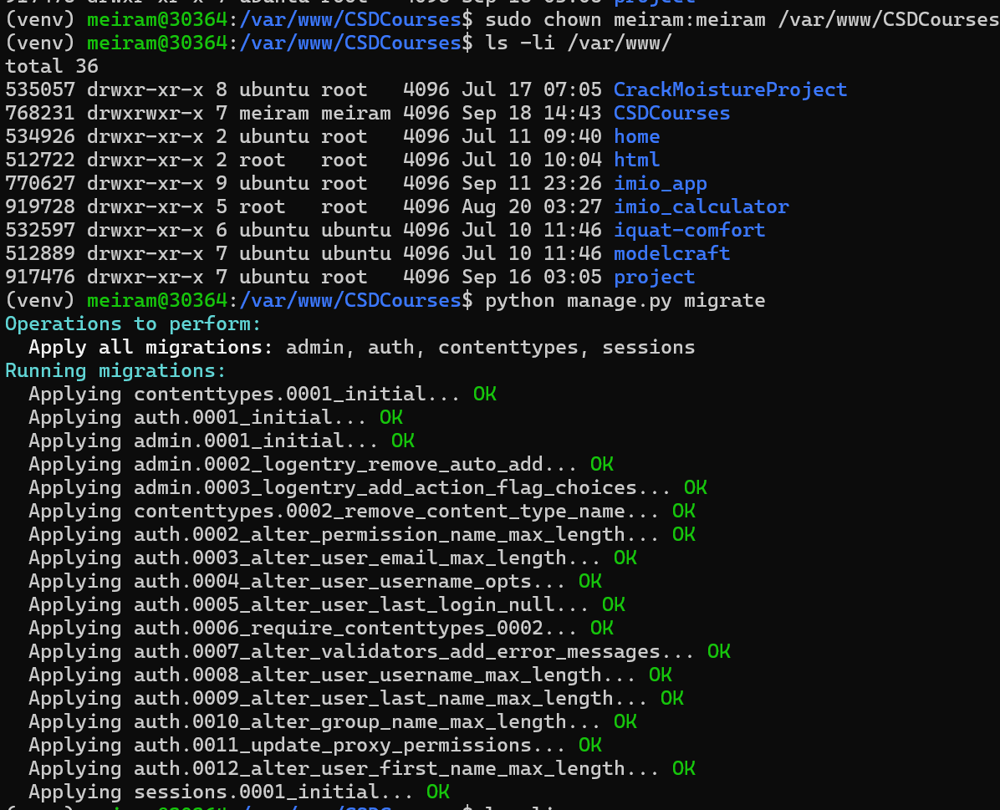 (venv) meiram@30364:/var/www/CSDCourses$ sudo chown meiram:meiram /var/www/CSDCourses
(venv) meiram@30364:/var/www/CSDCourses$ ls -li /var/www/
total 36
535057 drwxr-xr-x 8 ubuntu root   4096 Jul 17 07:05 CrackMoistureProject
768231 drwxrwxr-x 7 meiram meiram 4096 Sep 18 14:43 CSDCourses
534926 drwxr-xr-x 2 ubuntu root   4096 Jul 11 09:40 home
512722 drwxr-xr-x 2 root   root   4096 Jul 10 10:04 html
770627 drwxr-xr-x 9 ubuntu root   4096 Sep 11 23:26 imio_app
919728 drwxr-xr-x 5 root   root   4096 Aug 20 03:27 imio_calculator
532597 drwxr-xr-x 6 ubuntu ubuntu 4096 Jul 10 11:46 iquat-comfort
512889 drwxr-xr-x 7 ubuntu ubuntu 4096 Jul 10 11:46 modelcraft
917476 drwxr-xr-x 7 ubuntu root   4096 Sep 16 03:05 project
(venv) meiram@30364:/var/www/CSDCourses$ python manage.py migrate
Operations to perform:
  Apply all migrations: admin, auth, contenttypes, sessions
Running migrations:
  Applying contenttypes.0001_initial... OK
  Applying auth.0001_initial... OK
  Applying admin.0001_initial... OK
  Applying admin.0002_logentry_remove_auto_add... OK
  Applying admin.0003_logentry_add_action_flag_choices... OK
  Applying contenttypes.0002_remove_content_type_name... OK
  Applying auth.0002_alter_permission_name_max_length... OK
  Applying auth.0003_alter_user_email_max_length... OK
  Applying auth.0004_alter_user_username_opts... OK
  Applying auth.0005_alter_user_last_login_null... OK
  Applying auth.0006_require_contenttypes_0002... OK
  Applying auth.0007_alter_validators_add_error_messages... OK
  Applying auth.0008_alter_user_username_max_length... OK
  Applying auth.0009_alter_user_last_name_max_length... OK
  Applying auth.0010_alter_group_name_max_length... OK
  Applying auth.0011_update_proxy_permissions... OK
  Applying auth.0012_alter_user_first_name_max_length... OK
  Applying sessions.0001_initial... OK